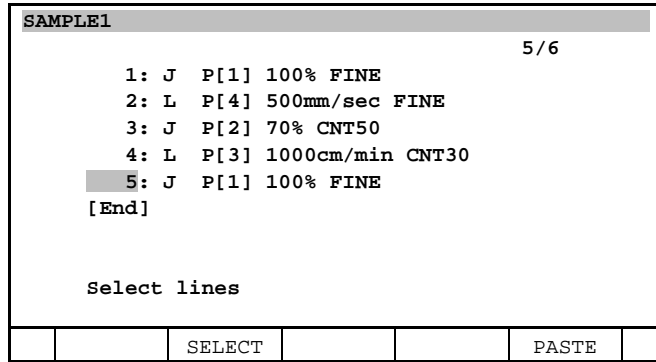 SAMPLE1
5/6
1: J P[1] 100% FINE
2: L P[4] 500mm/sec FINE
3: J P[2] 70% CNT50
4: L P[3] 1000cm/min CNT30
5: J P[1] 100% FINE
[End]
Select lines
SELECT PASTE